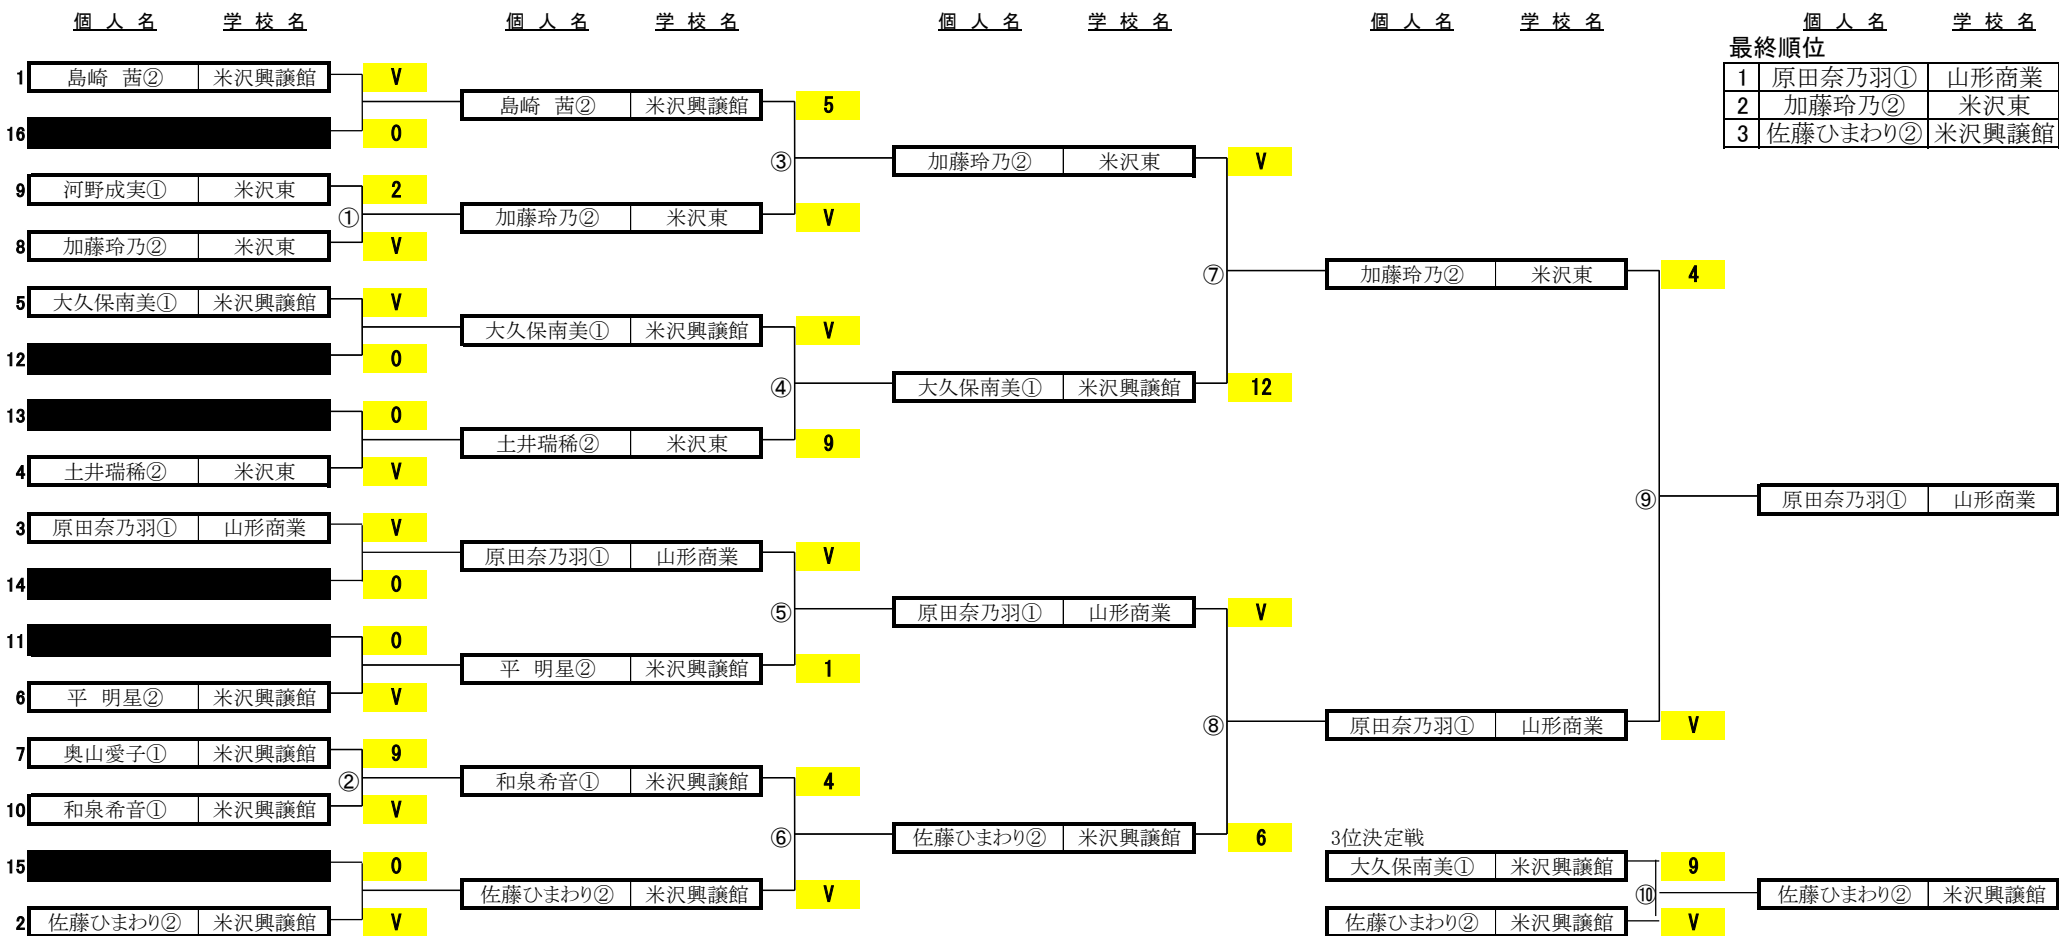 個 人 名 学 校 名 個 人 名 学 校 名 個 人 名 学 校 名 個 人 名 学 校 名 個 人 名 学 校 名
最終順位
1 原田奈乃羽① 山形商業
2 加藤玲乃② 米沢東
3 佐藤ひまわり② 米沢興譲館
1 島崎 茜② 米沢興譲館 V
島崎 茜② 米沢興譲館 5
16 0
③ 加藤玲乃② 米沢東 V
9 河野成実① 米沢東 2
① 加藤玲乃② 米沢東 V
8 加藤玲乃② 米沢東 V
⑦ 加藤玲乃② 米沢東 4
5 大久保南美① 米沢興譲館 V
大久保南美① 米沢興譲館 V
12 0
④ 大久保南美① 米沢興譲館 12
13 0
土井瑞稀② 米沢東 9
4 土井瑞稀② 米沢東 V
⑨ 原田奈乃羽① 山形商業
3 原田奈乃羽① 山形商業 V
原田奈乃羽① 山形商業 V
14 0
⑤ 原田奈乃羽① 山形商業 V
11 0
平 明星② 米沢興譲館 1
6 平 明星② 米沢興譲館 V
⑧ 原田奈乃羽① 山形商業 V
7 奥山愛子① 米沢興譲館 9
② 和泉希音① 米沢興譲館 4
10 和泉希音① 米沢興譲館 V
⑥ 佐藤ひまわり② 米沢興譲館 6
3位決定戦
15 0 大久保南美① 米沢興譲館 9
佐藤ひまわり② 米沢興譲館 V ⑩ 佐藤ひまわり② 米沢興譲館
2 佐藤ひまわり② 米沢興譲館 V 佐藤ひまわり② 米沢興譲館 V